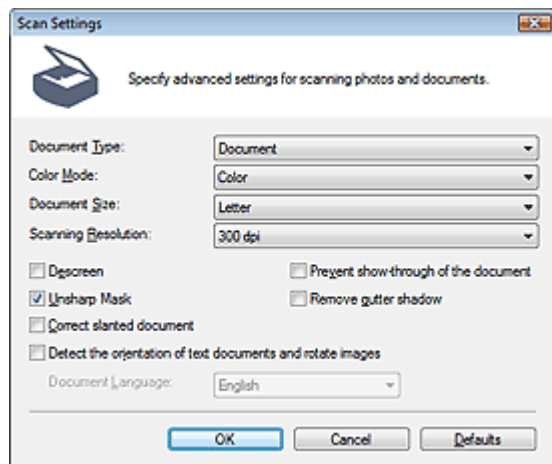 Scan Settings
Specify advanced settings for scanning photos and documents.
Document Type: Document
Color Mode: Color
Document Size: Letter
Scanning Resolution: 300 dpi
Descreen Prevent show-through of the document
Unsharp Mask Remove gutter shadow
Correct slanted document
Detect the orientation of text documents and rotate images
Document Language: English
OK Cancel Defaults